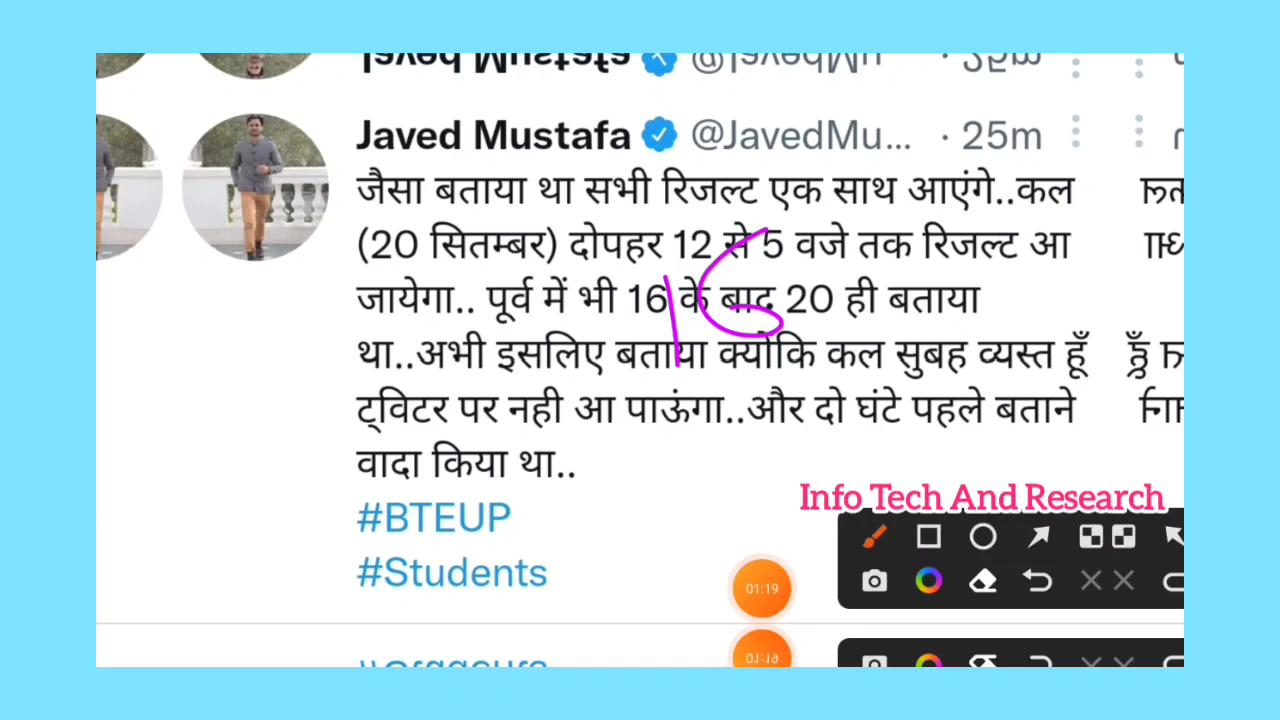 Javed Mustafa @JavedMu... · 25m
जैसा बताया था सभी रिजल्ट एक साथ आएंगे..कल
(20 सितम्बर) दोपहर 12 से 5 वजे तक रिजल्ट आ
जायेगा.. पूर्व में भी 16 के बाद 20 ही बताया
था..अभी इसलिए बताया क्योकि कल सुबह व्यस्त हूँ
ट्विटर पर नही आ पाऊंगा..और दो घंटे पहले बताने
वादा किया था..
#BTEUP
#Students
16
Info Tech And Research
01:19